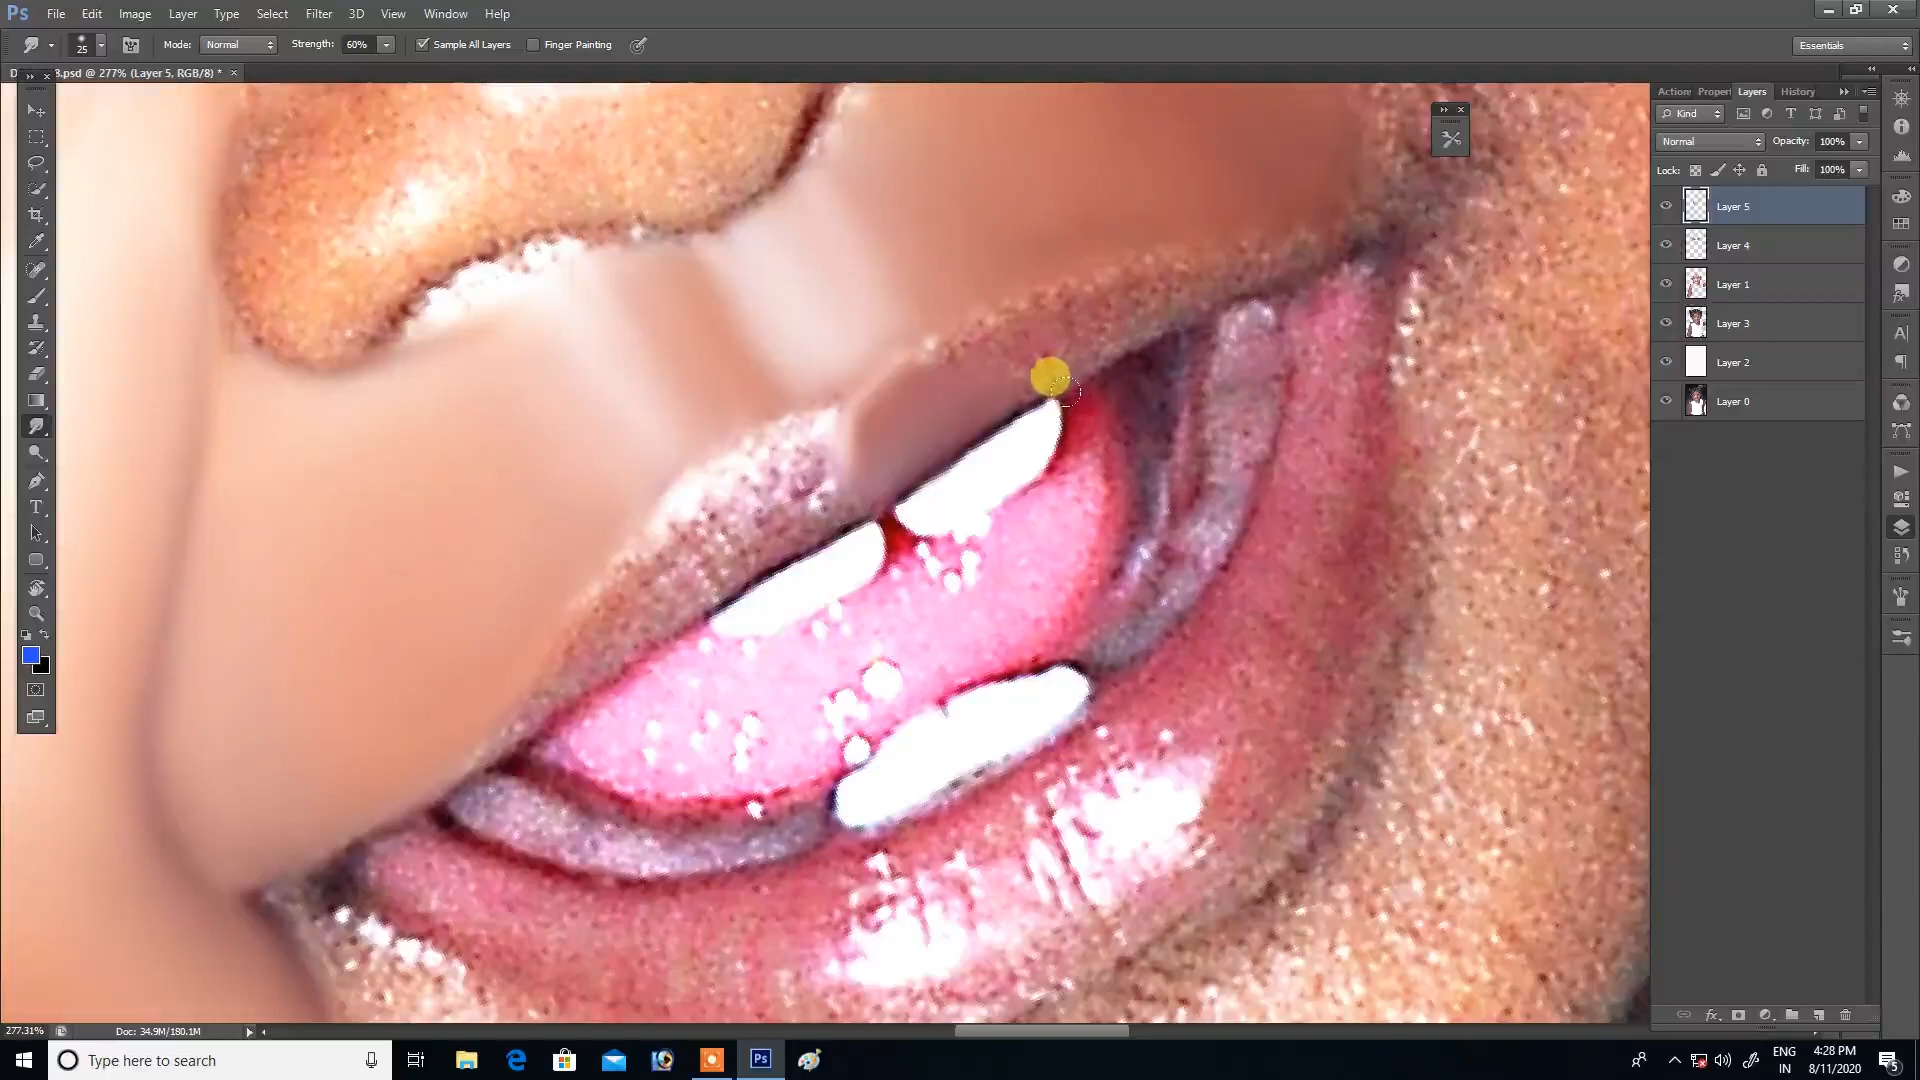 Ps File Edit Image Layer Type Select Filter 3D View Window Help
25 Mode: Normal Strength: 60% Sample All Layers Finger Painting Essentials
8.psd @ 277% (Layer 5, RGB/8) *
Layers History
Kind
Normal Opacity: 100%
Lock: Fill: 100%
Layer 5
Layer 4
Layer 1
Layer 3
Layer 2
Layer 0
277.31% Doc: 34.9M/180.1M
Type here to search
Ps
ENG 4:28 PM
IN 8/11/2020
5